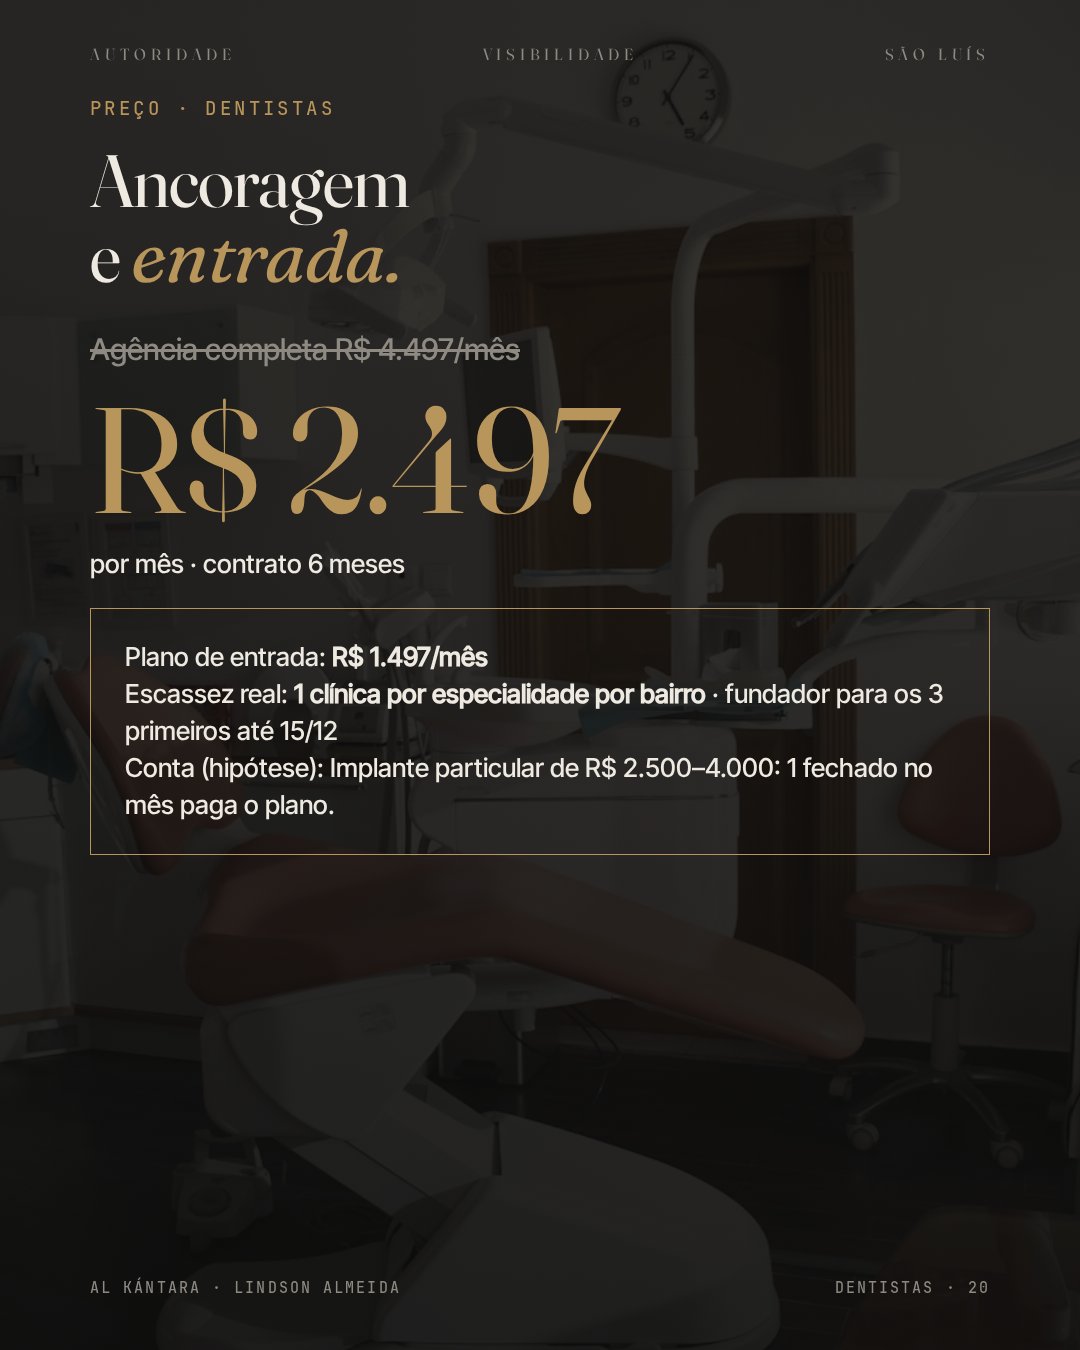 AUTORIDADE
VISIBILIDADE
SÃO LUÍS
PREÇO · DENTISTAS
Ancoragem
e entrada.
Agência completa R$ 4.497/mês
R$ 2.497
por mês · contrato 6 meses
Plano de entrada: R$ 1.497/mês
Escassez real: 1 clínica por especialidade por bairro · fundador para os 3
primeiros até 15/12
Conta (hipótese): Implante particular de R$ 2.500–4.000: 1 fechado no
mês paga o plano.
AL KÁNTARA · LINDSON ALMEIDA
DENTISTAS · 20